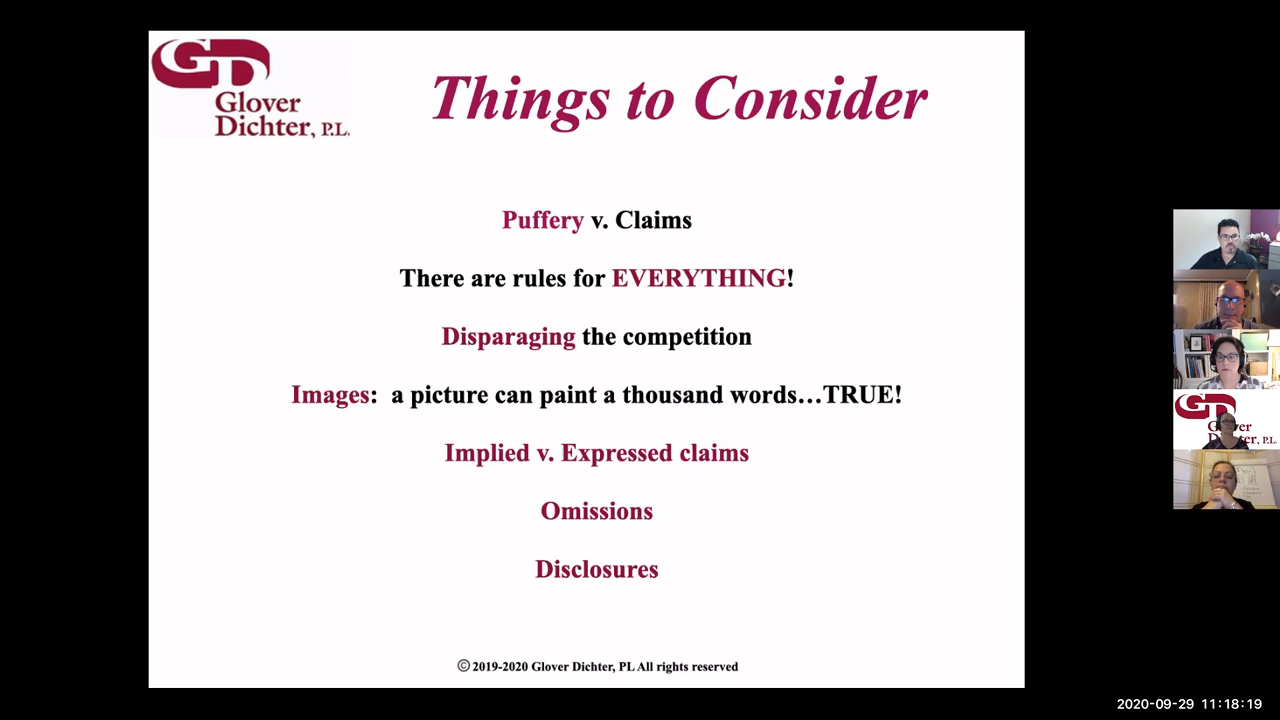 GD
Glover
Dichter, P.L.
Things to Consider
Puffery v. Claims
There are rules for EVERYTHING!
Disparaging the competition
Images:  a picture can paint a thousand words...TRUE!
Implied v. Expressed claims
Omissions
Disclosures
© 2019-2020 Glover Dichter, PL All rights reserved
2020-09-29 11:18:19